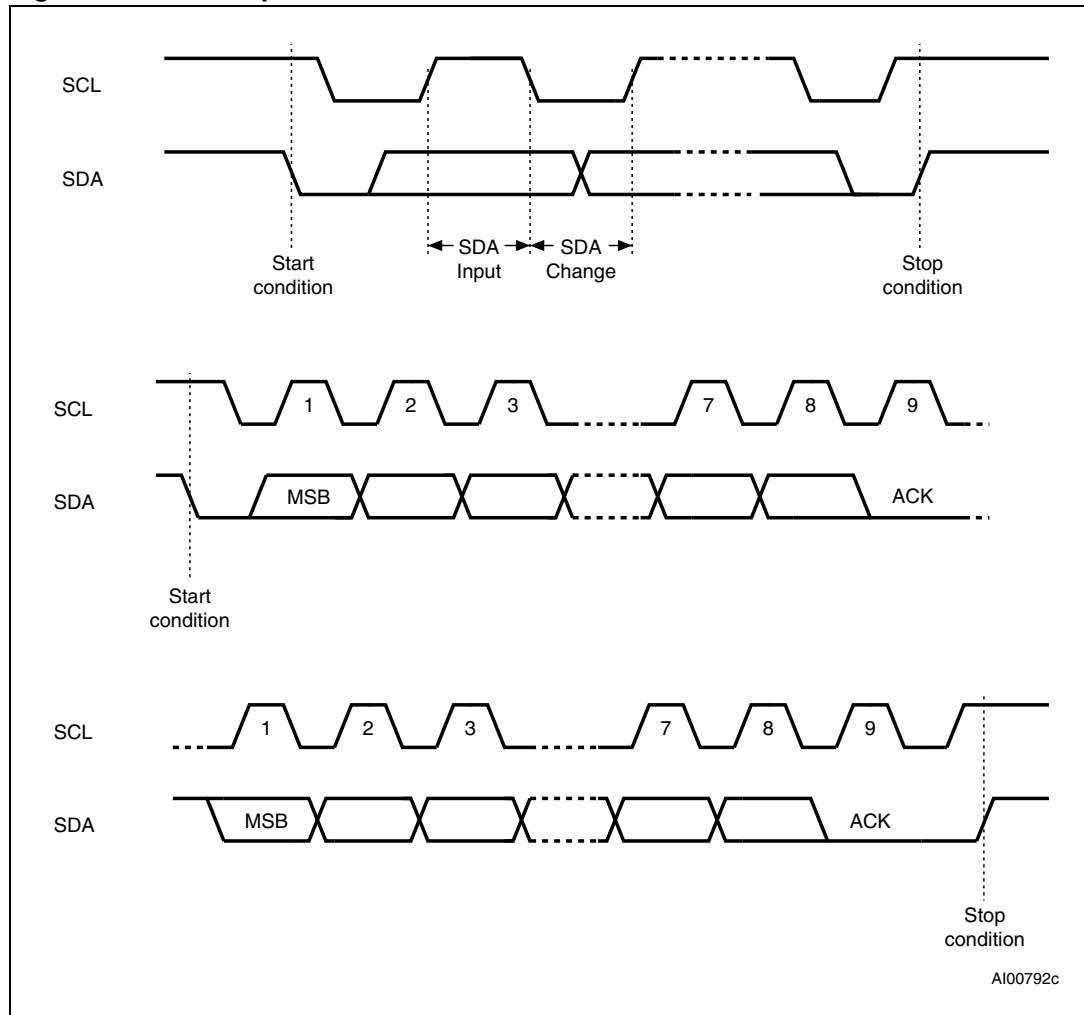 SCL
SDA
SDA Input
SDA Change
Start condition
Stop condition
SCL
1 2 3 7 8 9
SDA
MSB ACK
Start condition
SCL
1 2 3 7 8 9
SDA
MSB ACK
Stop condition
AI00792c